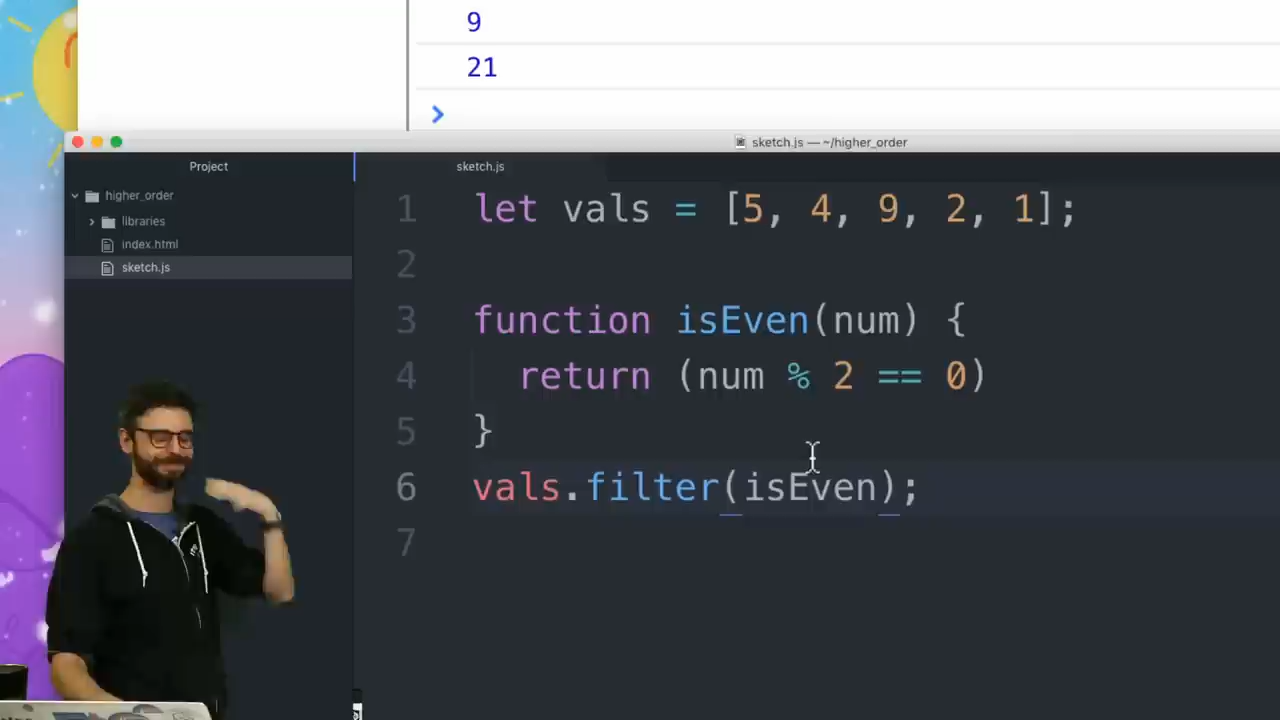 9
21
sketch.js — ~/higher_order
Project
sketch.js
higher_order
libraries
index.html
sketch.js
1 let vals = [5, 4, 9, 2, 1];
2
3 function isEven(num) {
4 return (num % 2 == 0)
5 }
6 vals.filter(isEven);
7